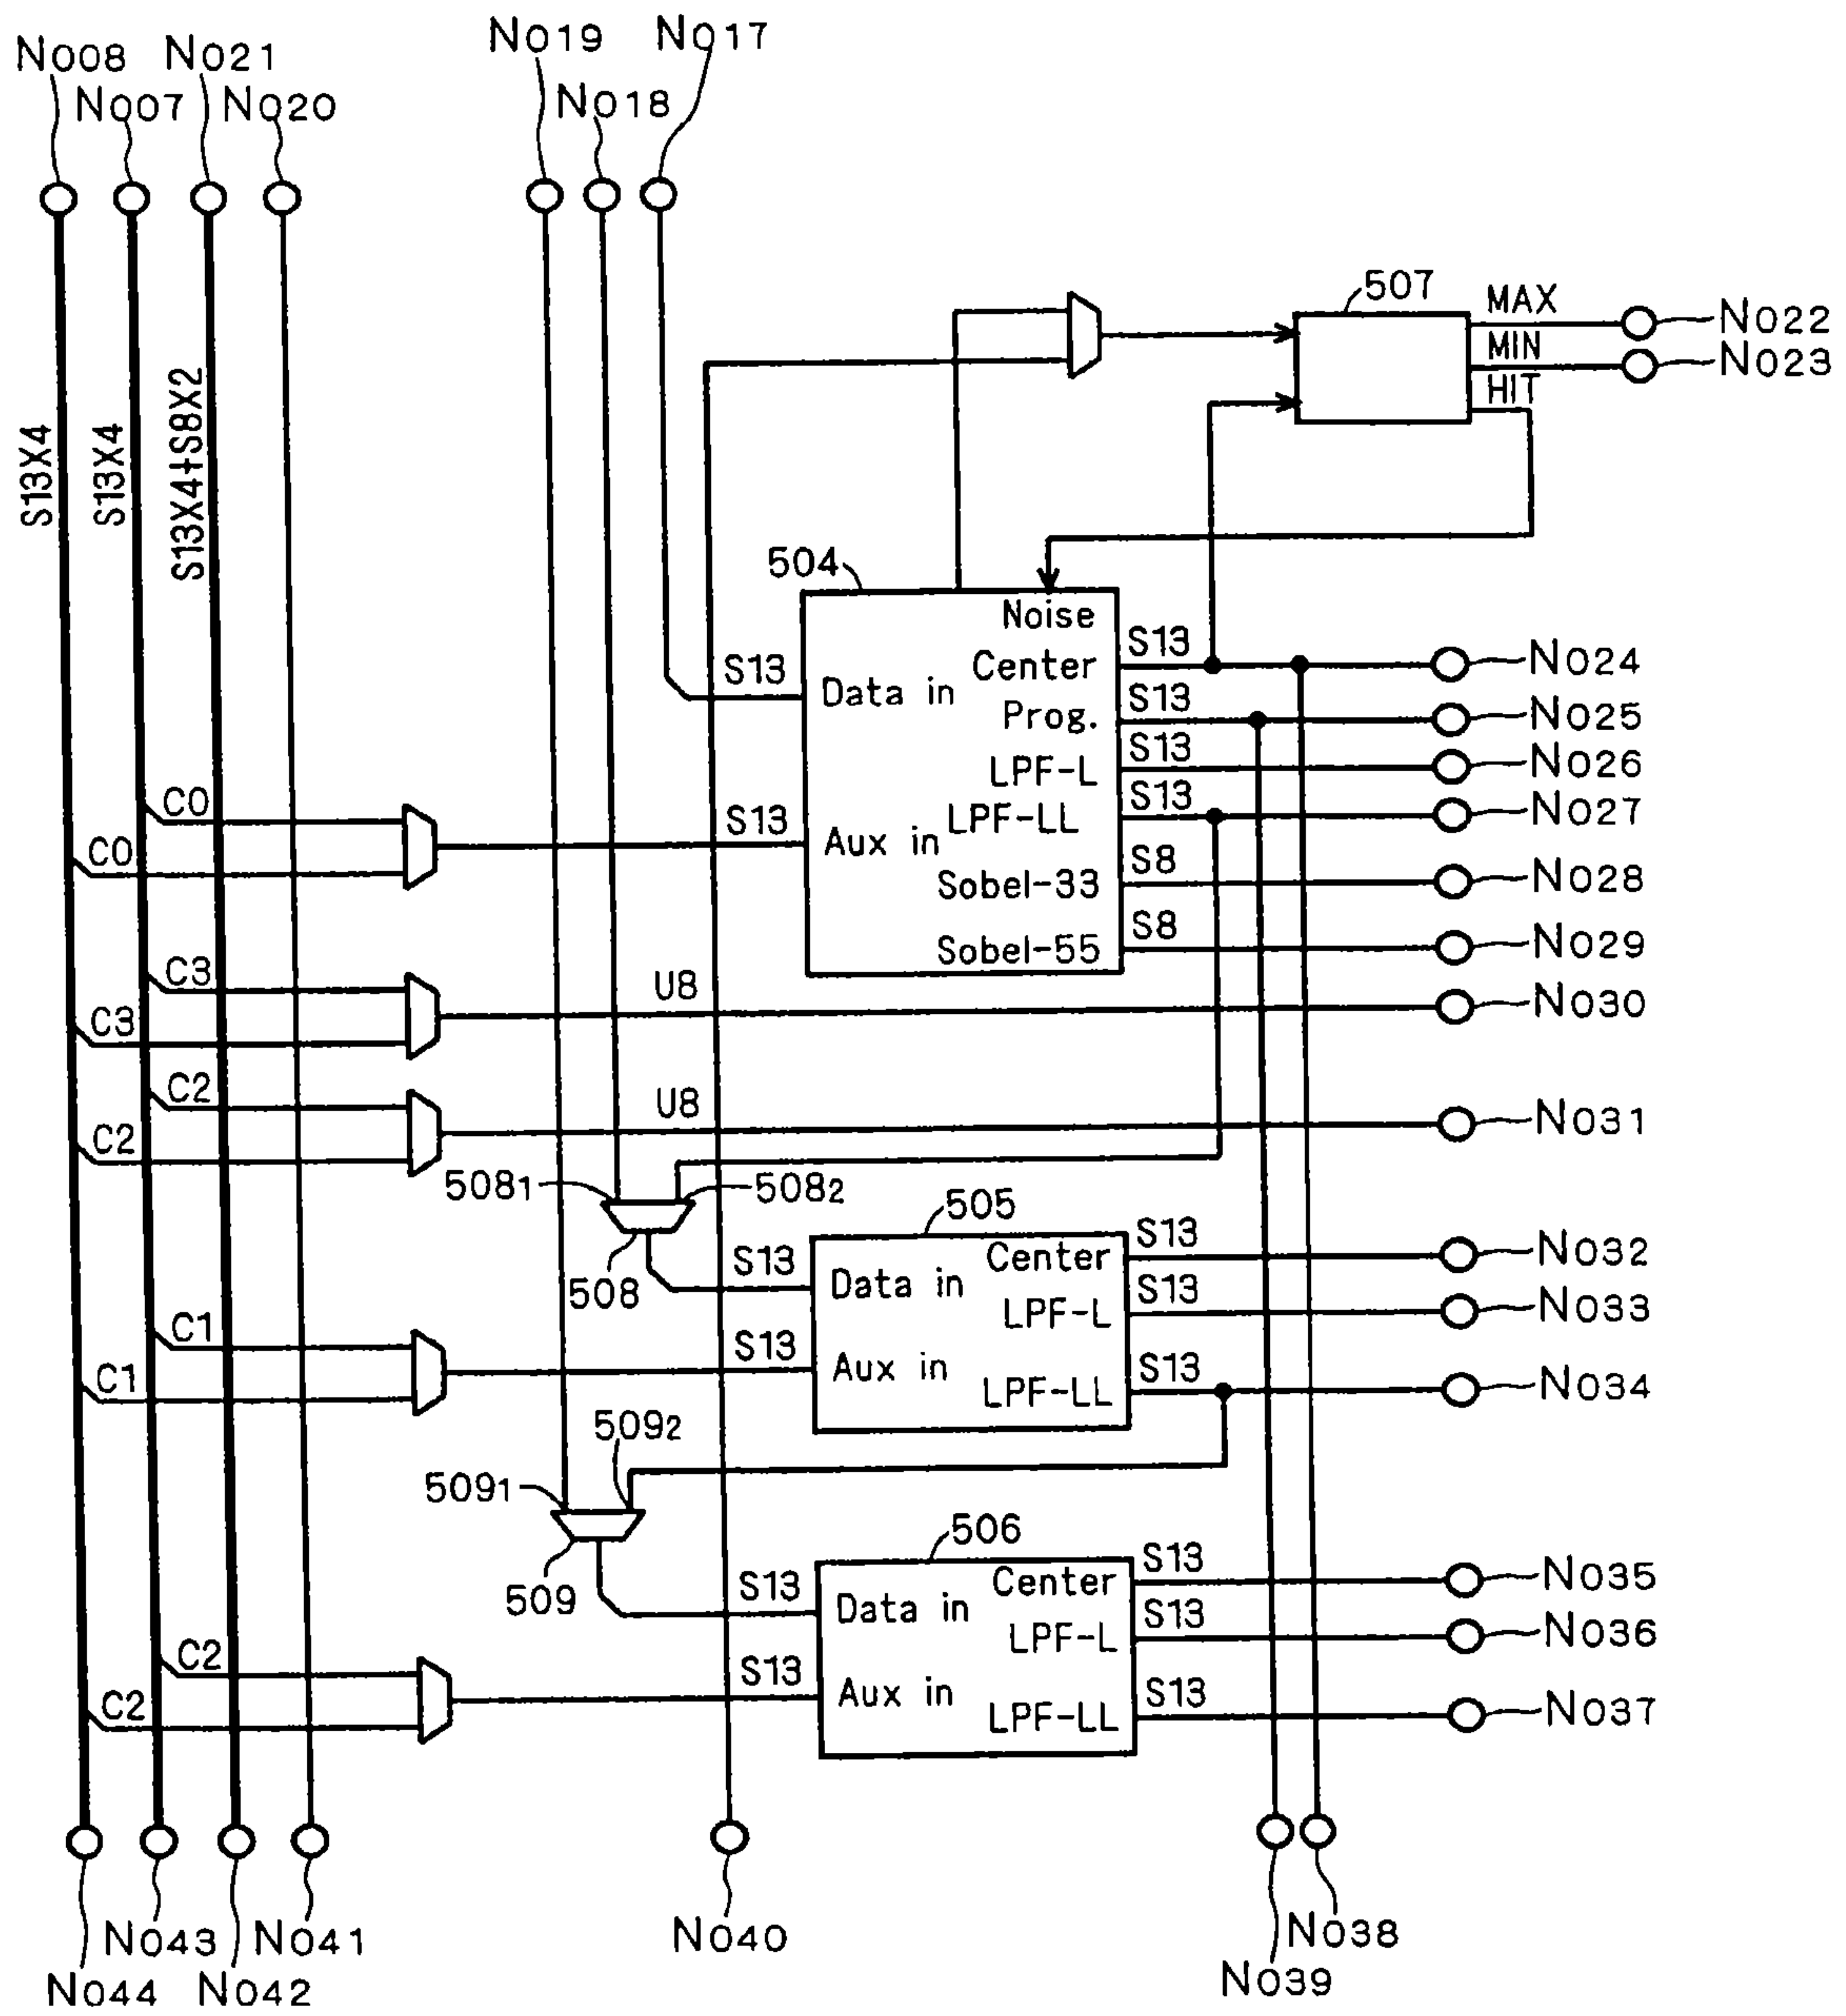 N008
N021
N007
N020
N019
N017
N018
S13X4
S13X4
S13X4+S8X2
507
MAX
N022
MIN
N023
HIT
504
Noise
S13
Data in
Center
S13
N024
Prog.
S13
N025
LPF-L
S13
N026
C0
C0
S13
Aux in
LPF-LL
S13
N027
Sobel-33
S8
N028
Sobel-55
S8
N029
C3
C3
U8
N030
C2
C2
U8
N031
5081
5082
508
505
S13
Data in
Center
S13
N032
LPF-L
S13
N033
C1
C1
S13
Aux in
LPF-LL
S13
N034
5091
5092
509
506
S13
Data in
Center
S13
N035
LPF-L
S13
N036
C2
C2
S13
Aux in
LPF-LL
S13
N037
N043
N041
N044
N042
N040
N038
N039